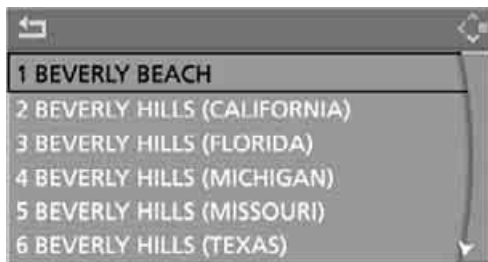 1 BEVERLY BEACH
2 BEVERLY HILLS (CALIFORNIA)
3 BEVERLY HILLS (FLORIDA)
4 BEVERLY HILLS (MICHIGAN)
5 BEVERLY HILLS (MISSOURI)
6 BEVERLY HILLS (TEXAS)